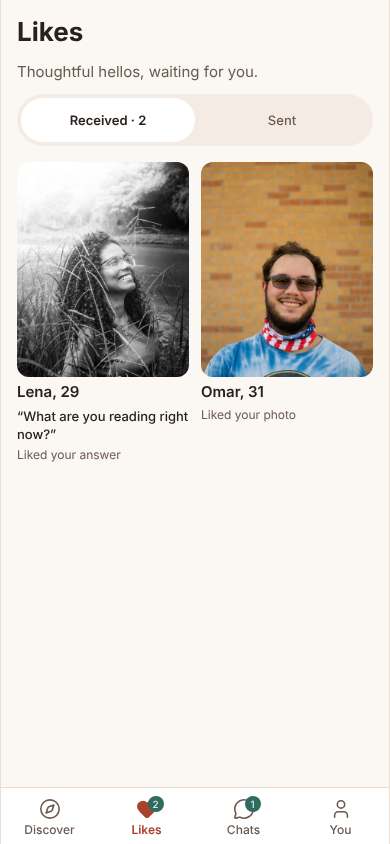 Likes
Thoughtful hellos, waiting for you.
Received · 2
Sent
Lena, 29
“What are you reading right
now?”
Liked your answer
Omar, 31
Liked your photo
2
1
Discover
Likes
Chats
You